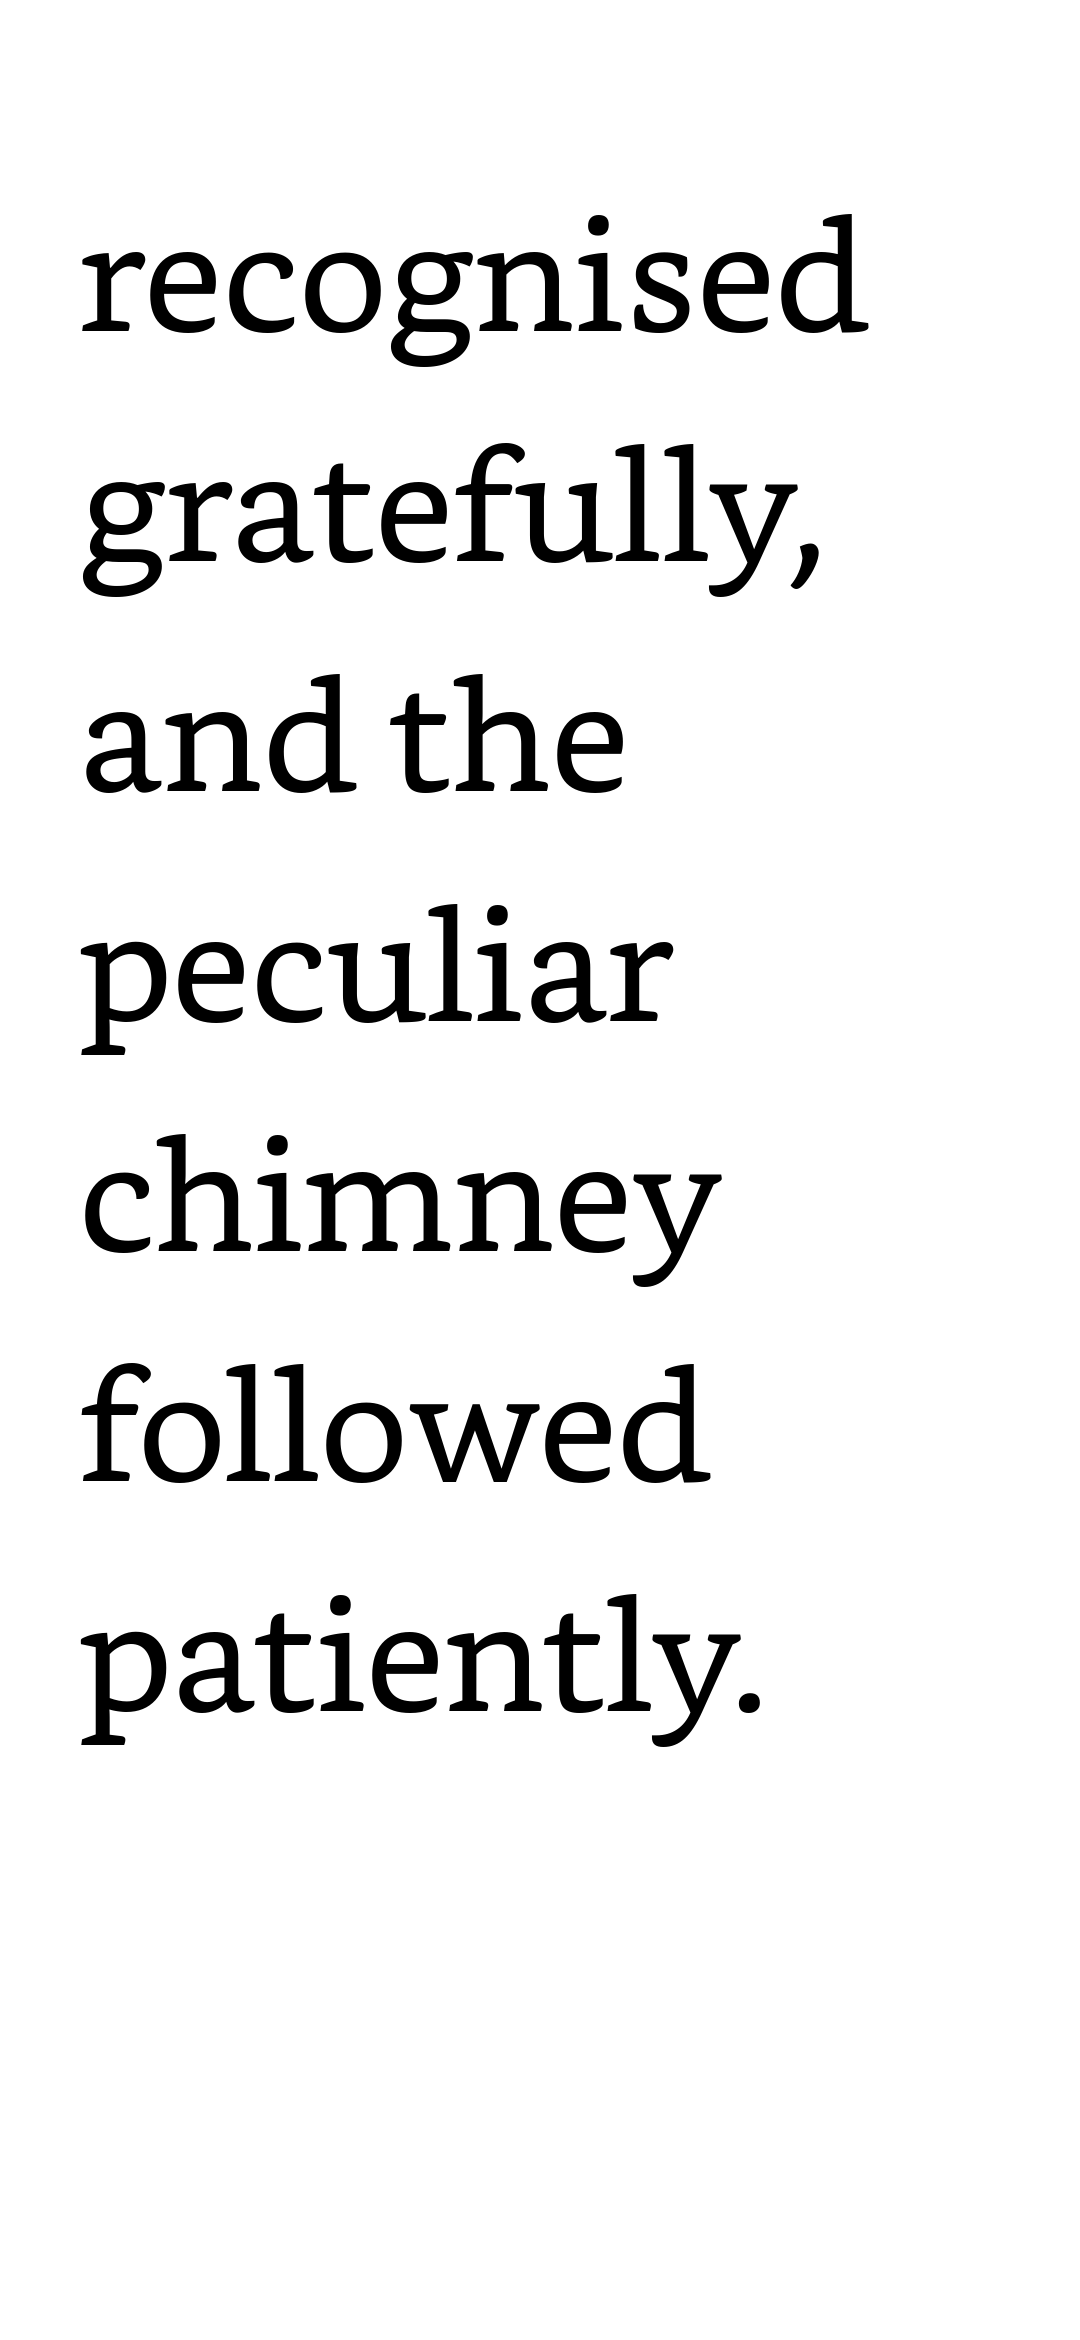 recognised
gratefully,
and the
peculiar
chimney
followed
patiently.